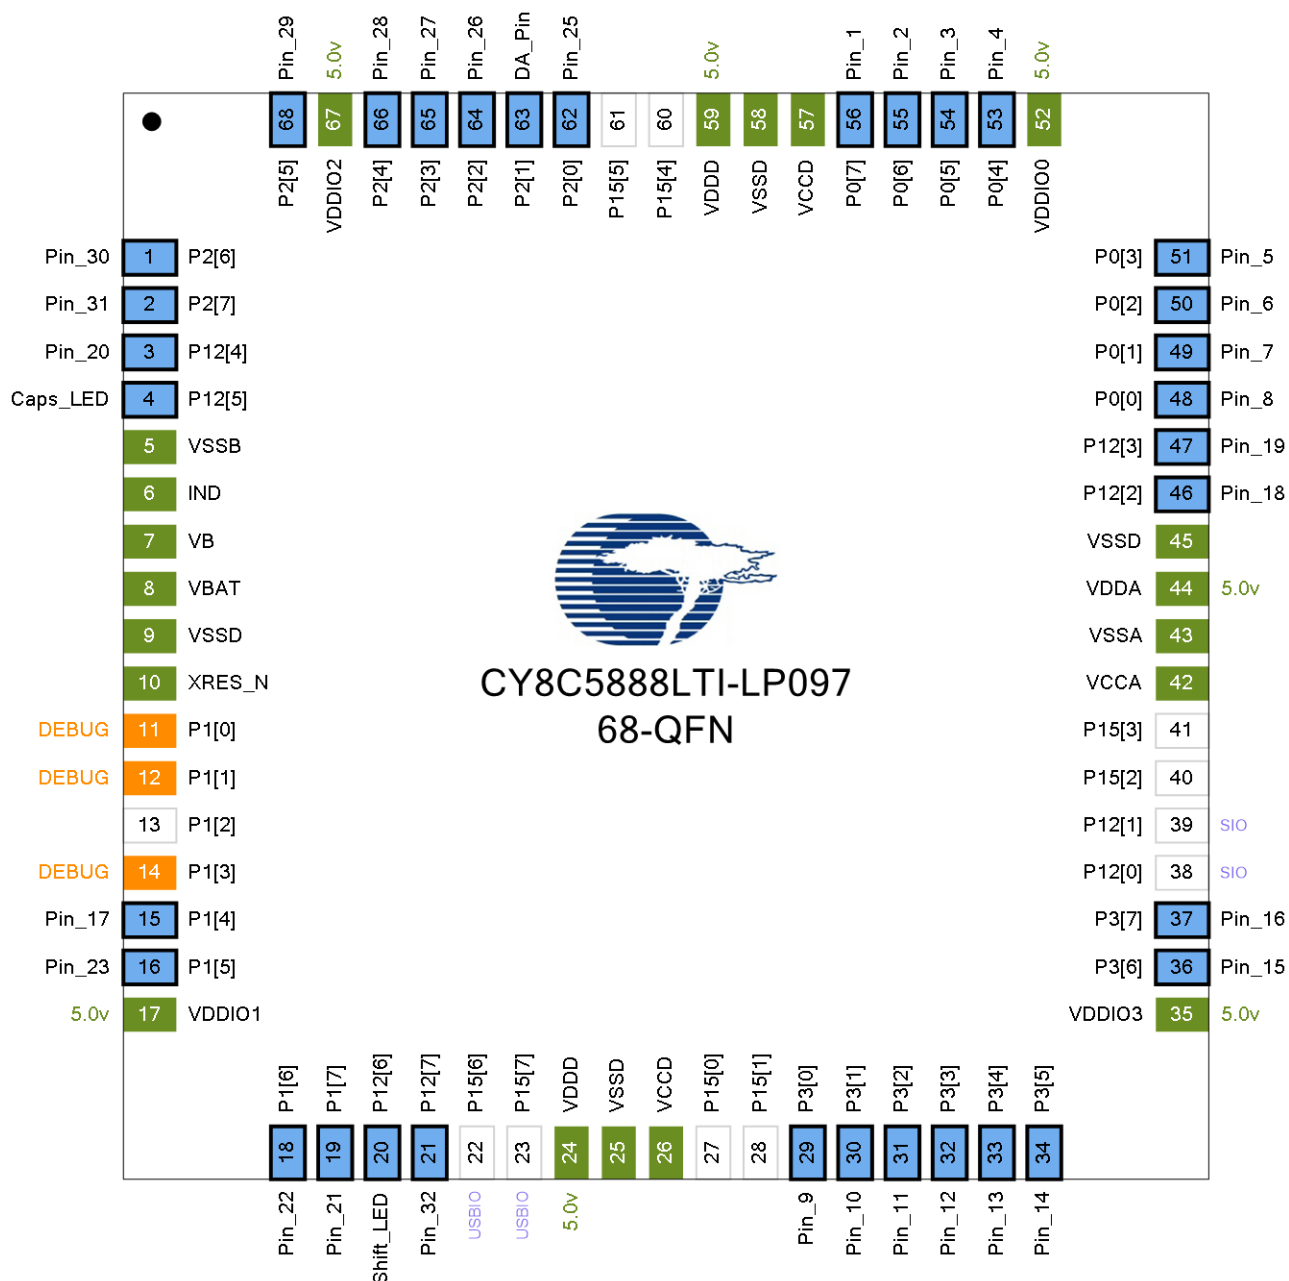 Pin_29
5.0v
Pin_28
Pin_27
Pin_26
DA_Pin
Pin_25
5.0v
Pin_1
Pin_2
Pin_3
Pin_4
5.0v
68
67
66
65
64
63
62
61
60
59
58
57
56
55
54
53
52
P2[5]
VDDIO2
P2[4]
P2[3]
P2[2]
P2[1]
P2[0]
P15[5]
P15[4]
VDDD
VSSD
VCCD
P0[7]
P0[6]
P0[5]
P0[4]
VDDIO0
Pin_30 1 P2[6]
Pin_31 2 P2[7]
Pin_20 3 P12[4]
Caps_LED 4 P12[5]
5 VSSB
6 IND
7 VB
8 VBAT
9 VSSD
10 XRES_N
DEBUG 11 P1[0]
DEBUG 12 P1[1]
13 P1[2]
DEBUG 14 P1[3]
Pin_17 15 P1[4]
Pin_23 16 P1[5]
5.0v 17 VDDIO1
CY8C5888LTI-LP097
68-QFN
P0[3] 51 Pin_5
P0[2] 50 Pin_6
P0[1] 49 Pin_7
P0[0] 48 Pin_8
P12[3] 47 Pin_19
P12[2] 46 Pin_18
VSSD 45
VDDA 44 5.0v
VSSA 43
VCCA 42
P15[3] 41
P15[2] 40
P12[1] 39 SIO
P12[0] 38 SIO
P3[7] 37 Pin_16
P3[6] 36 Pin_15
VDDIO3 35 5.0v
P1[6]
P1[7]
P12[6]
P12[7]
P15[6]
P15[7]
VDDD
VSSD
VCCD
P15[0]
P15[1]
P3[0]
P3[1]
P3[2]
P3[3]
P3[4]
P3[5]
18
19
20
21
22
23
24
25
26
27
28
29
30
31
32
33
34
Pin_22
Pin_21
Shift_LED
Pin_32
USBIO
USBIO
5.0v
Pin_9
Pin_10
Pin_11
Pin_12
Pin_13
Pin_14